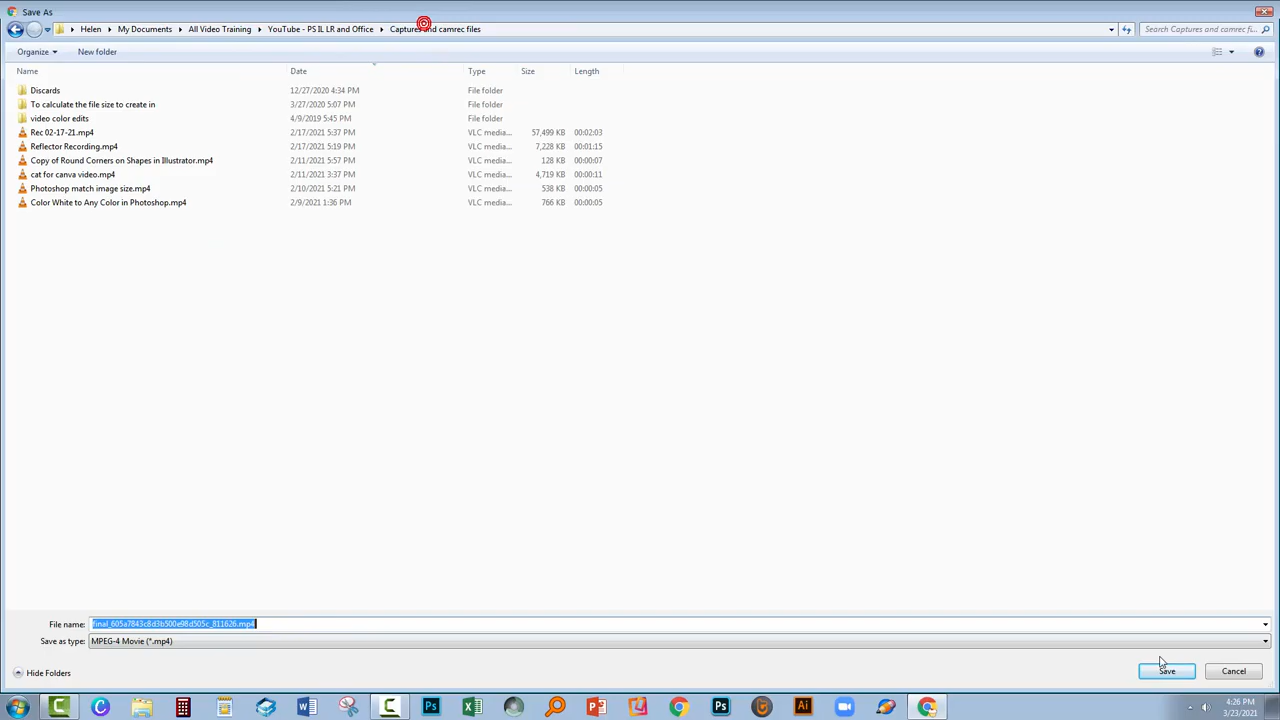 Save As
Helen My Documents All Video Training YouTube - PS IL LR and Office Captures and camrec files Search Captures and camrec fi...
Organize New folder
Name Date Type Size Length
Discards 12/27/2020 4:34 PM File folder
To calculate the file size to create in 3/27/2020 5:07 PM File folder
video color edits 4/9/2019 5:45 PM File folder
Rec 02-17-21.mp4 2/17/2021 5:37 PM VLC media... 57,499 KB 00:02:03
Reflector Recording.mp4 2/17/2021 5:19 PM VLC media... 7,228 KB 00:01:15
Copy of Round Corners on Shapes in Illustrator.mp4 2/11/2021 5:57 PM VLC media... 128 KB 00:00:07
cat for canva video.mp4 2/11/2021 3:37 PM VLC media... 4,719 KB 00:00:11
Photoshop match image size.mp4 2/10/2021 5:21 PM VLC media... 538 KB 00:00:05
Color White to Any Color in Photoshop.mp4 2/9/2021 1:36 PM VLC media... 766 KB 00:00:05
File name: final_605a7843c8d3b500e98d505c_811626.mp4
Save as type: MPEG-4 Movie (*.mp4)
Hide Folders Save Cancel
4:26 PM
3/23/2021